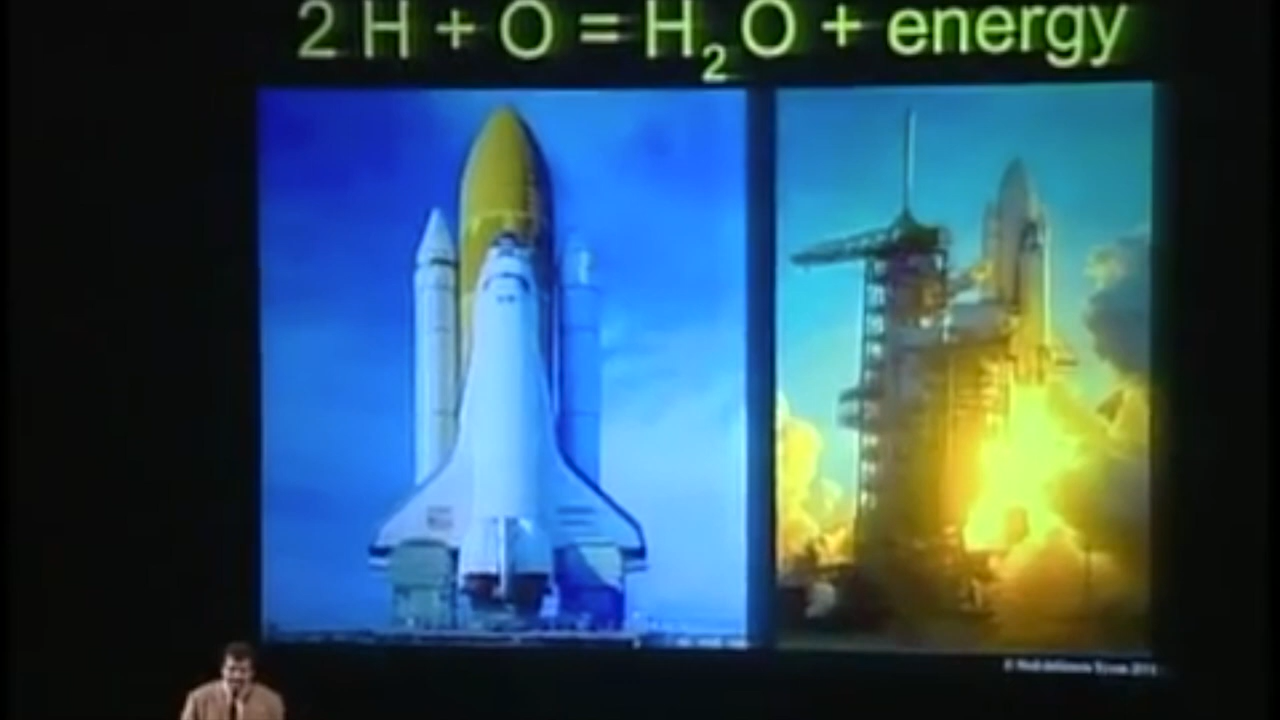 2 H + O = H₂O + energy